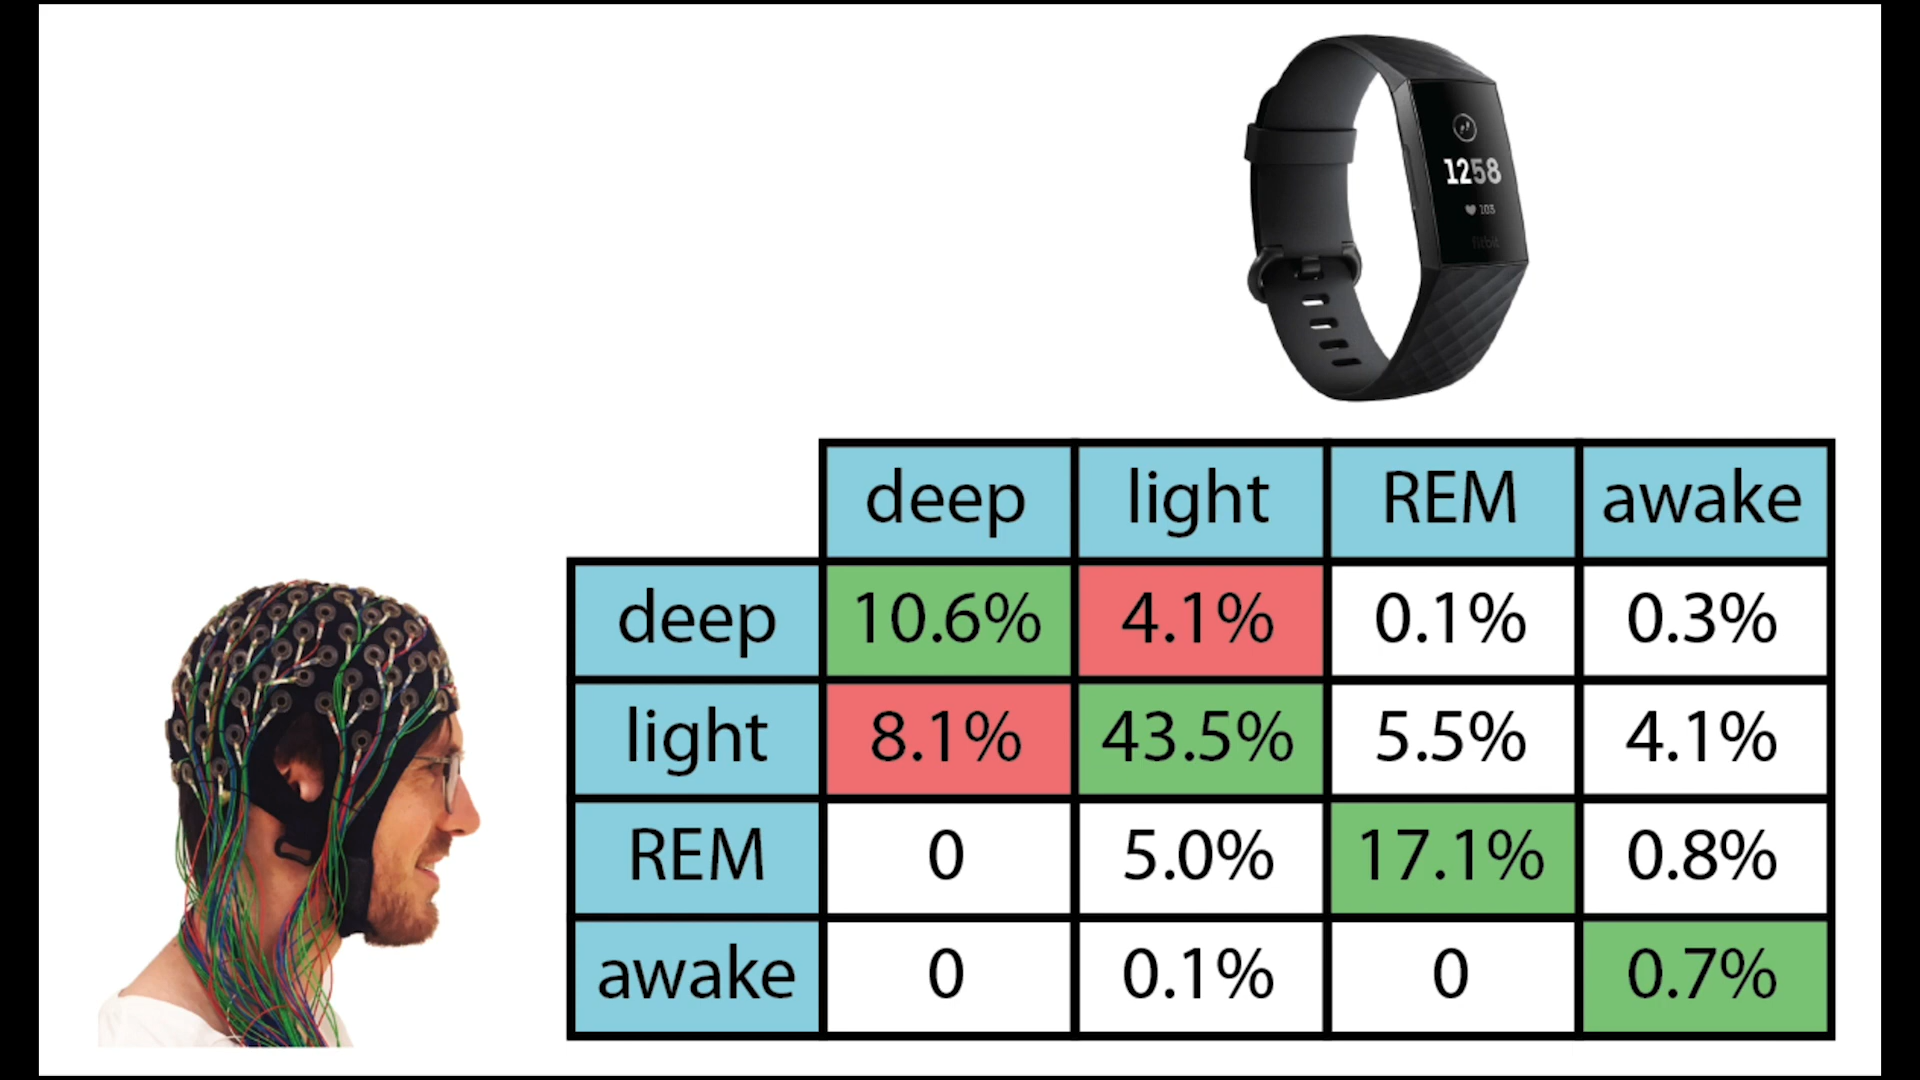 1258
103
fitbit
deep light REM awake
deep 10.6% 4.1% 0.1% 0.3%
light 8.1% 43.5% 5.5% 4.1%
REM 0 5.0% 17.1% 0.8%
awake 0 0.1% 0 0.7%